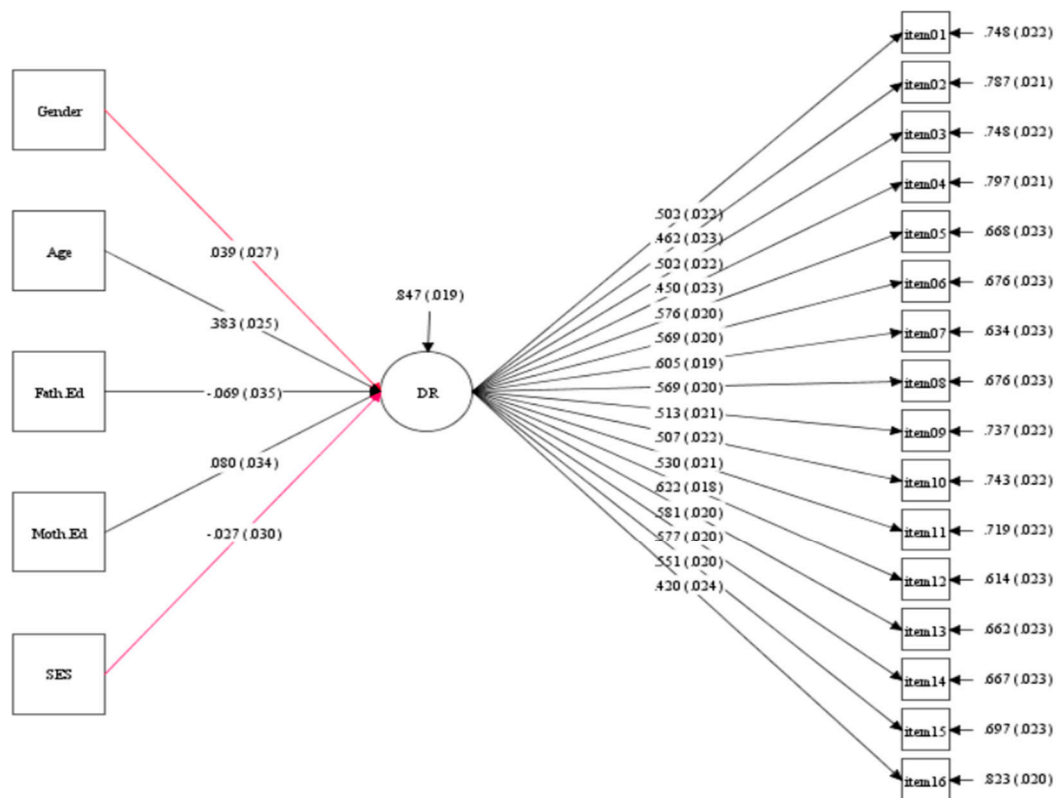 Gender
Age
Fath.Ed
Moth.Ed
SES
.039 (.027)
.383 (.025)
-.069 (.035)
.080 (.034)
-.027 (.030)
.847 (.019)
DR
.502 (.022)
.462 (.023)
.502 (.022)
.450 (.023)
.576 (.020)
.569 (.020)
.605 (.019)
.569 (.020)
.513 (.021)
.507 (.022)
.530 (.021)
.622 (.018)
.581 (.020)
.577 (.020)
.551 (.020)
.420 (.024)
item01 .748 (.022)
item02 .787 (.021)
item03 .748 (.022)
item04 .797 (.021)
item05 .668 (.023)
item06 .676 (.023)
item07 .634 (.023)
item08 .676 (.023)
item09 .737 (.022)
item10 .743 (.022)
item11 .719 (.022)
item12 .614 (.023)
item13 .662 (.023)
item14 .667 (.023)
item15 .697 (.023)
item16 .823 (.020)